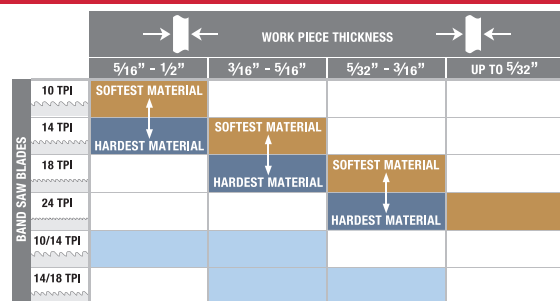 WORK PIECE THICKNESS
5/16" - 1/2" 3/16" - 5/16" 5/32" - 3/16" UP TO 5/32"
BAND SAW BLADES
10 TPI SOFTEST MATERIAL
14 TPI HARDEST MATERIAL SOFTEST MATERIAL
18 TPI HARDEST MATERIAL SOFTEST MATERIAL
24 TPI HARDEST MATERIAL
10/14 TPI
14/18 TPI